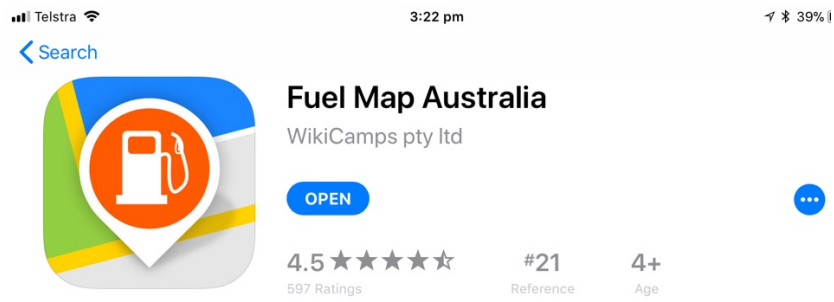 Telstra 3:22 pm 39%
Search
Fuel Map Australia
WikiCamps pty ltd
OPEN
4.5 #21 4+
597 Ratings Reference Age